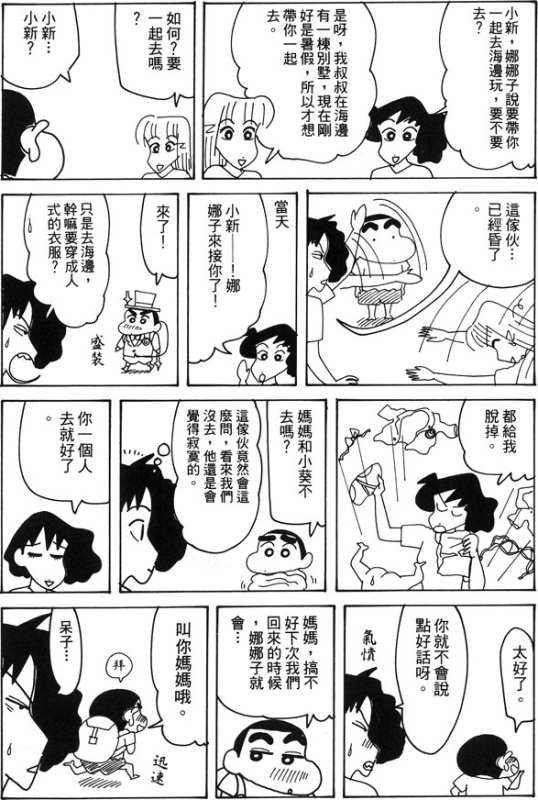 小新，娜娜子說要帶你
一起去海邊玩，要不要
去？
是呀，我叔叔在海邊
有一棟別墅，現在剛
好是暑假，所以才想
帶你一起
去。
如何？要
一起去嗎
？
小新…
小新？
這傢伙…
已經昏了
。
當天
小新——！娜
娜子來接你了！
來了！
盛裝
只是去海邊，
幹嘛要穿成人
式的衣服？
都給我
脫掉。
媽媽和小葵不
去嗎？
這傢伙竟然會這
麼問，看來我們
沒去，他還是會
覺得寂寞的。
你一個人
去就好了
。
太好了。
你就不會說
點好話呀。
氣憤
媽媽，搞不
好下次我們
回來的時候
，娜娜子就
會…
叫你媽媽哦。
拜
迅速
呆子…